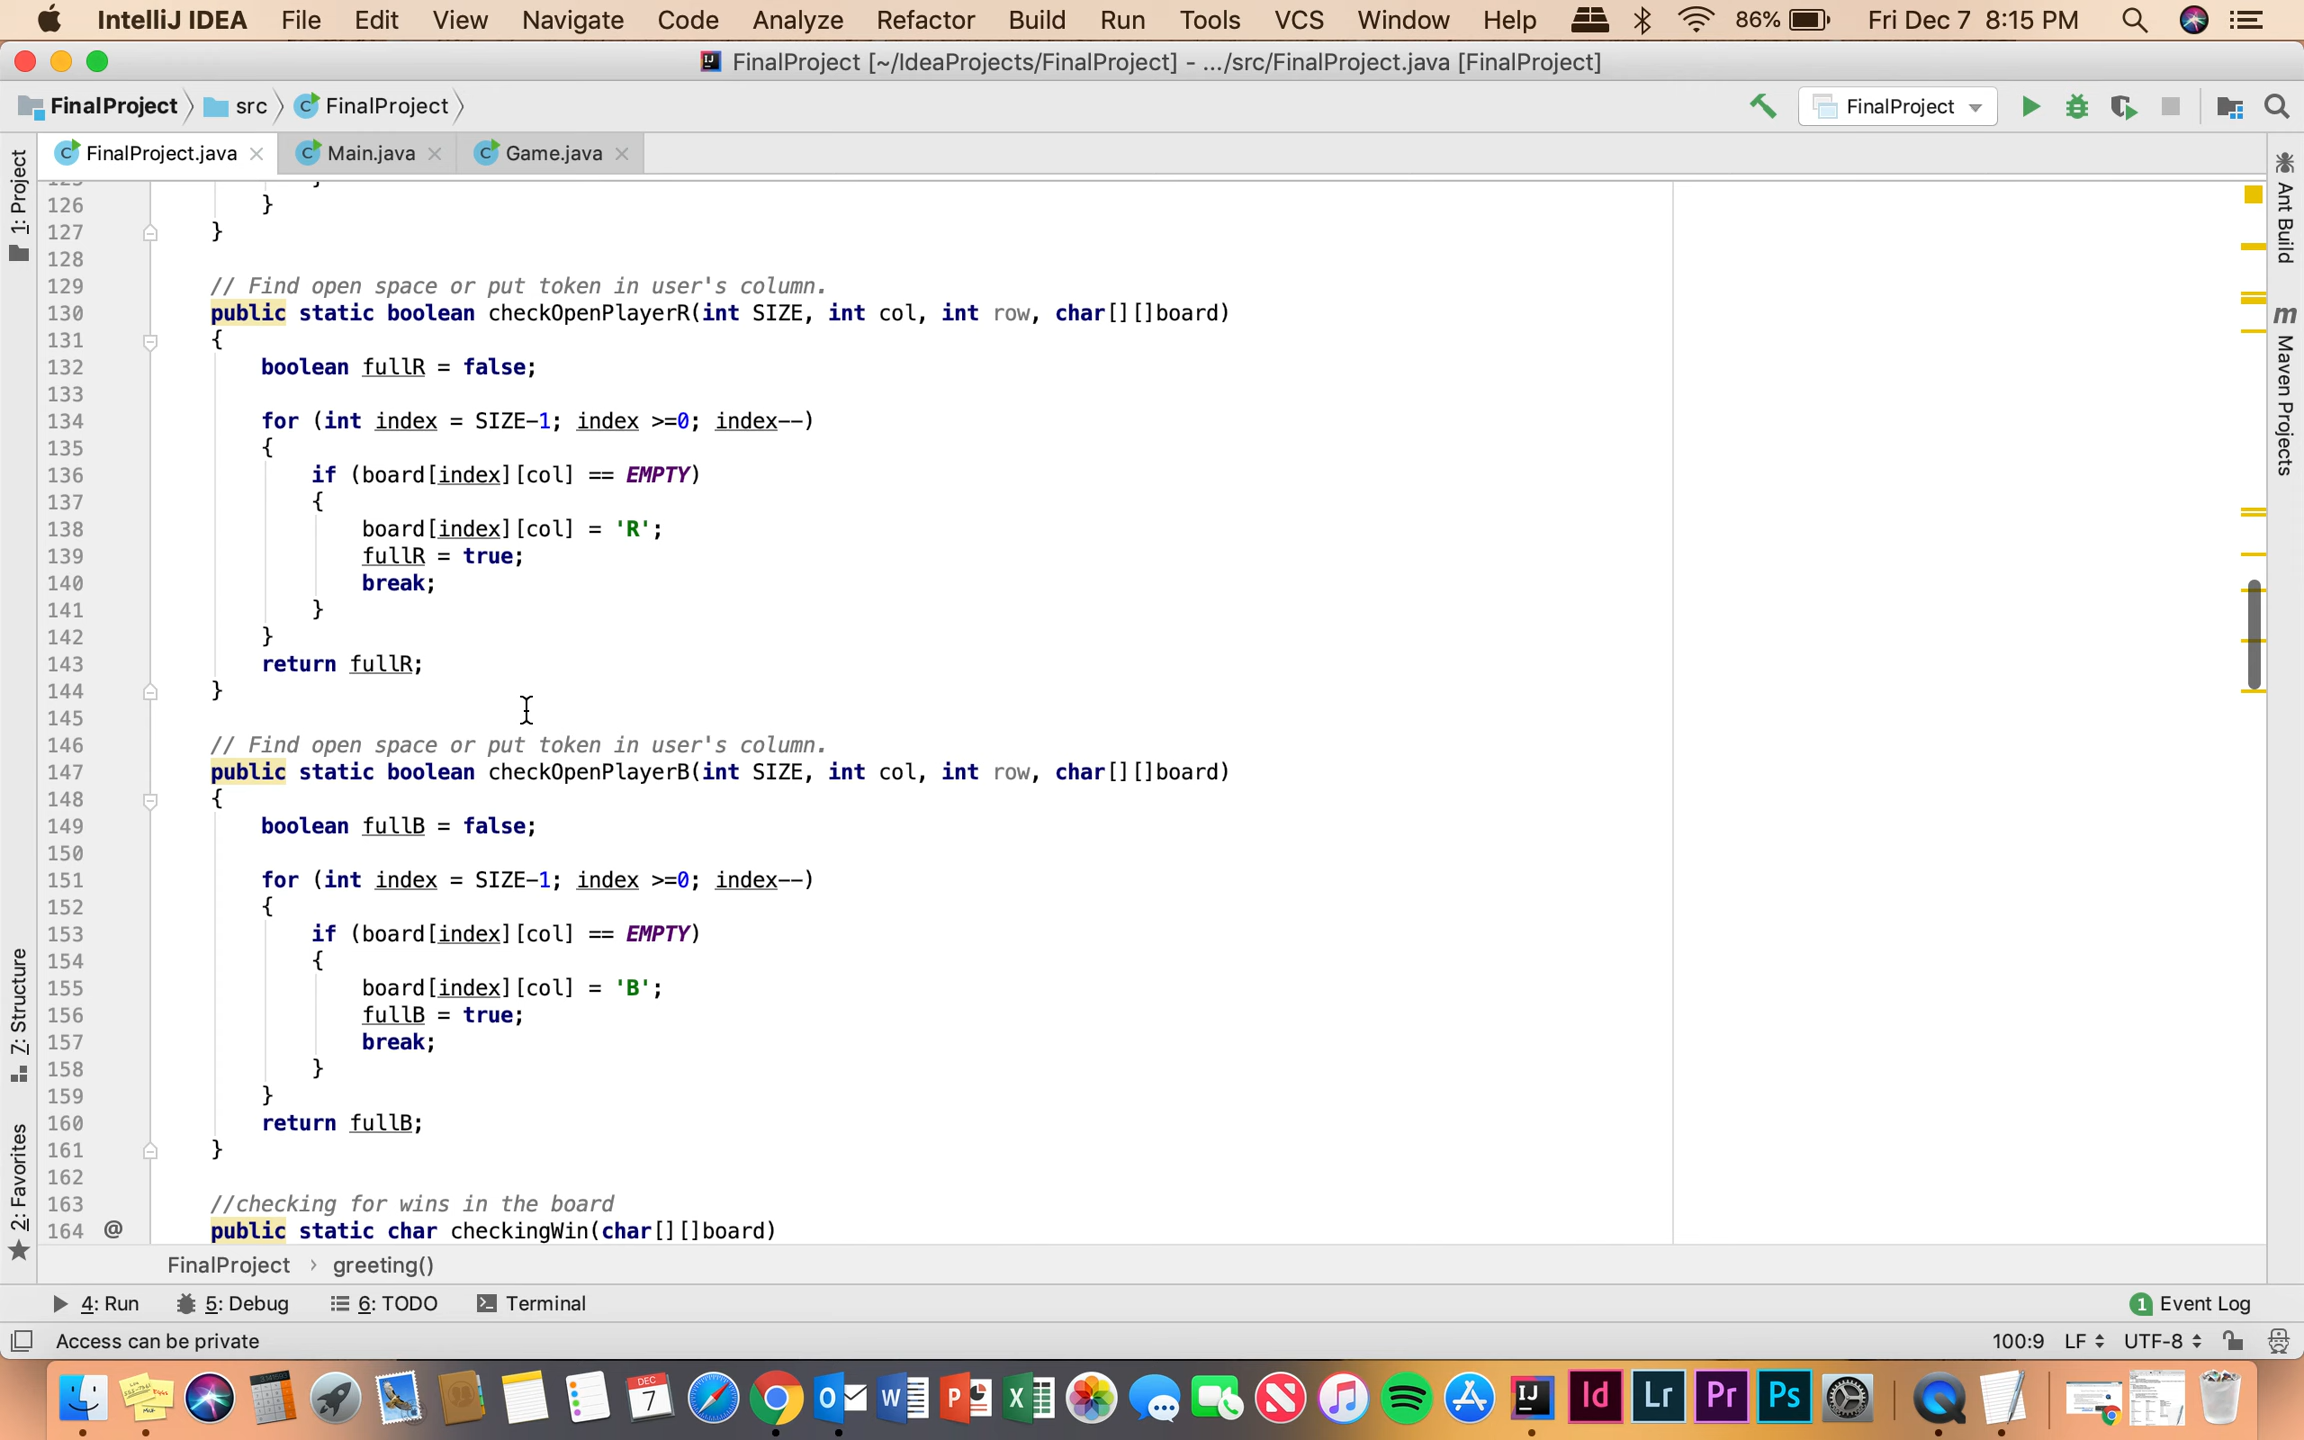 IntelliJ IDEA File Edit View Navigate Code Analyze Refactor Build Run Tools VCS Window Help 86% Fri Dec 7 8:15 PM
FinalProject [~/IdeaProjects/FinalProject] - .../src/FinalProject.java [FinalProject]
FinalProject src FinalProject FinalProject
FinalProject.java Main.java Game.java
1: Project
7: Structure
2: Favorites
Ant Build
Maven Projects
126 }
127 }
128
129 // Find open space or put token in user's column.
130 public static boolean checkOpenPlayerR(int SIZE, int col, int row, char[][]board)
131 {
132 boolean fullR = false;
133
134 for (int index = SIZE-1; index >=0; index--)
135 {
136 if (board[index][col] == EMPTY)
137 {
138 board[index][col] = 'R';
139 fullR = true;
140 break;
141 }
142 }
143 return fullR;
144 }
145
146 // Find open space or put token in user's column.
147 public static boolean checkOpenPlayerB(int SIZE, int col, int row, char[][]board)
148 {
149 boolean fullB = false;
150
151 for (int index = SIZE-1; index >=0; index--)
152 {
153 if (board[index][col] == EMPTY)
154 {
155 board[index][col] = 'B';
156 fullB = true;
157 break;
158 }
159 }
160 return fullB;
161 }
162
163 //checking for wins in the board
164 @ public static char checkingWin(char[][]board)
FinalProject › greeting()
4: Run 5: Debug 6: TODO Terminal 1 Event Log
Access can be private 100:9 LF UTF-8
DEC
7
IJ Id Lr Pr Ps